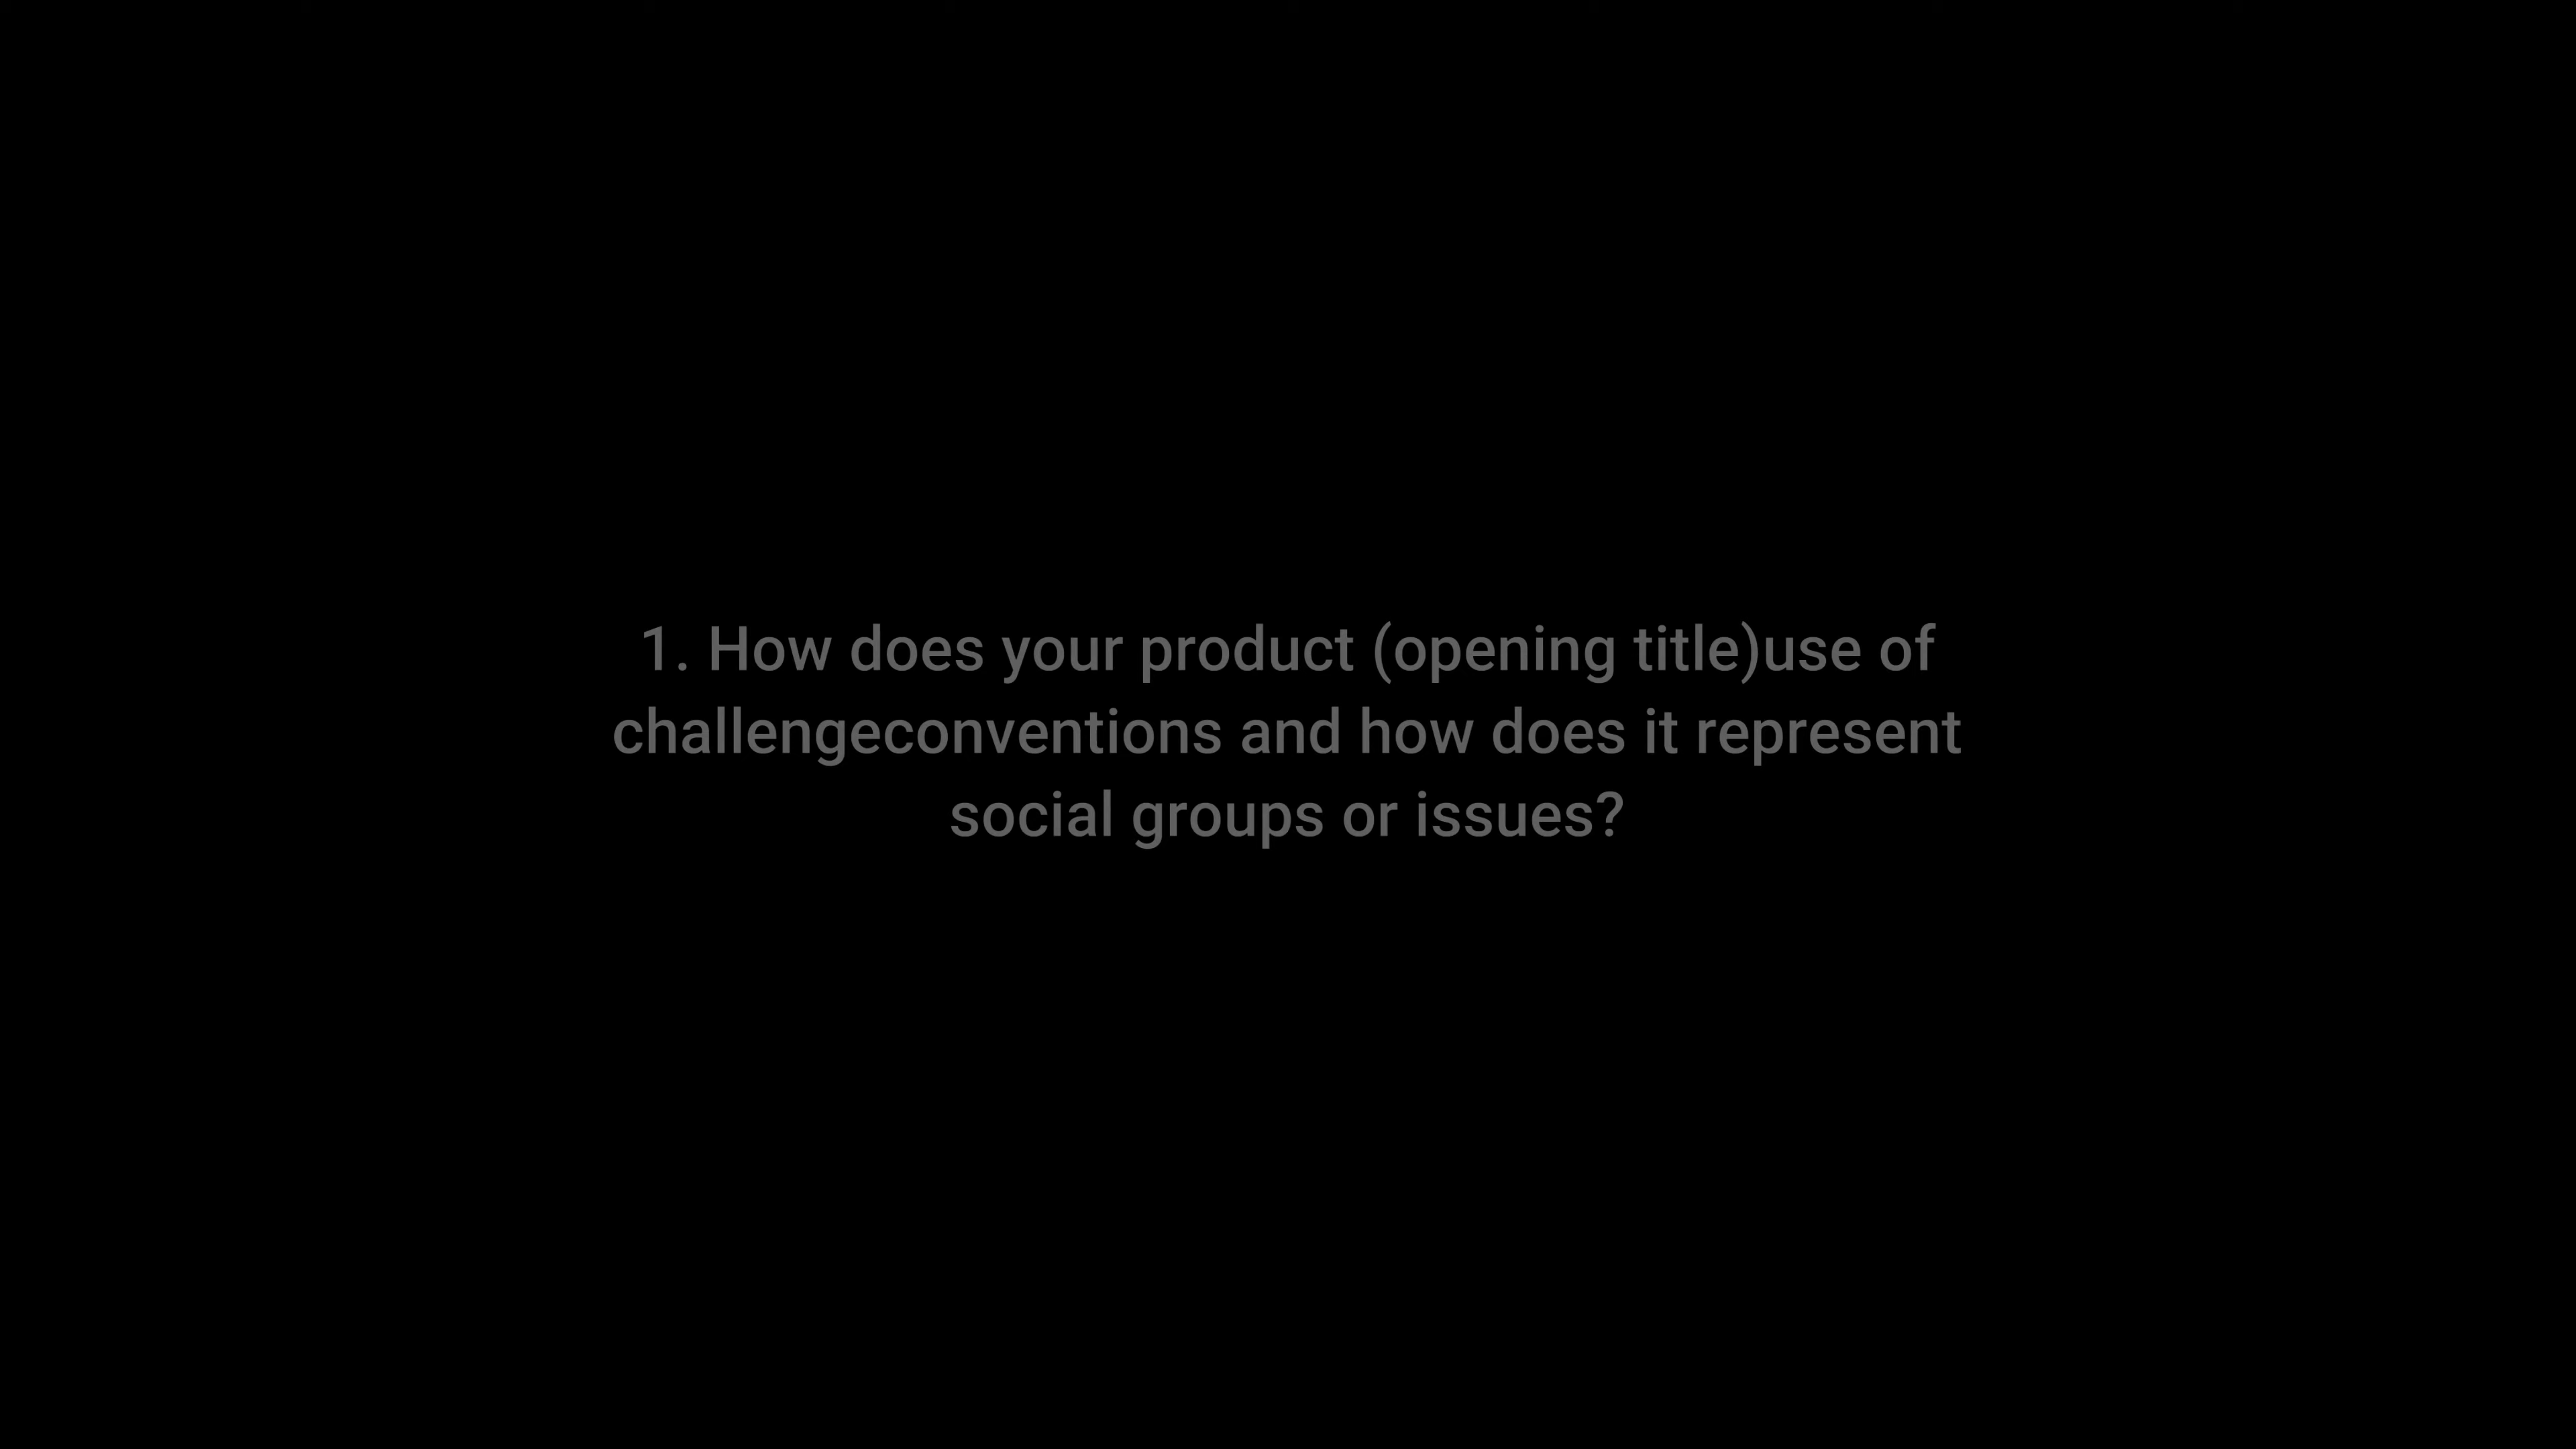 1. How does your product (opening title)use of
challengeconventions and how does it represent
social groups or issues?